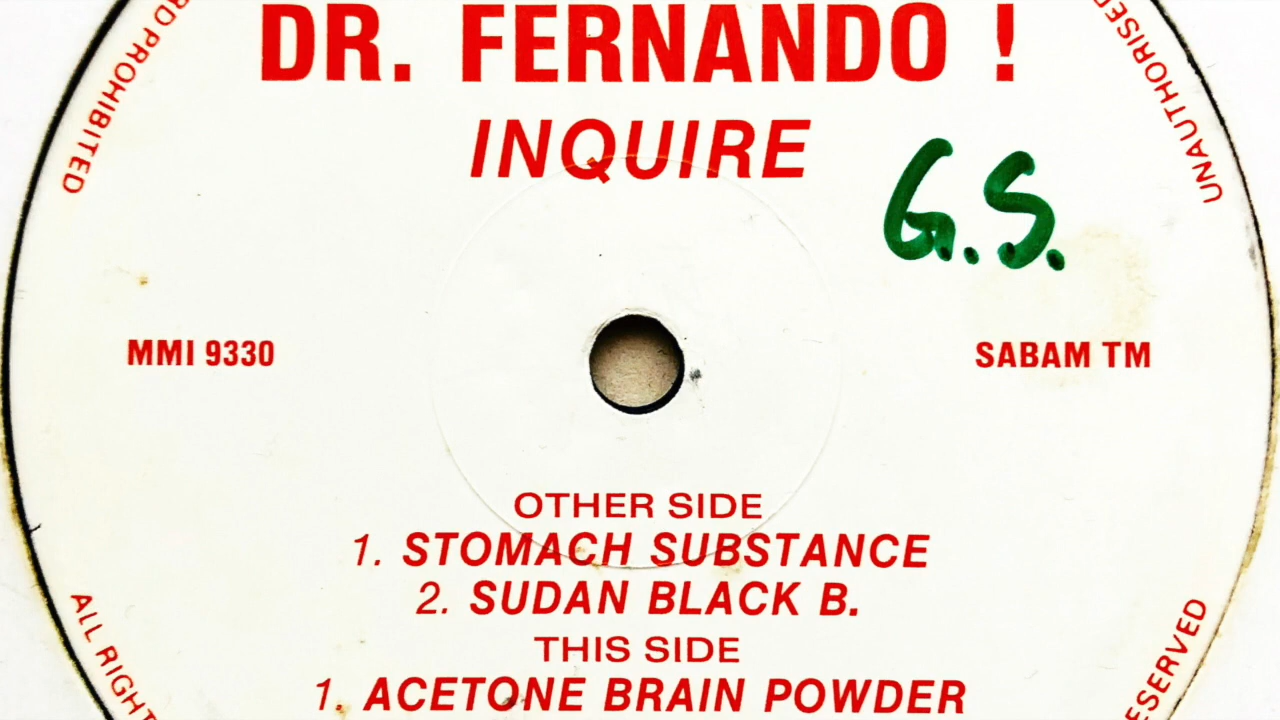 DR. FERNANDO !
INQUIRE
G.S.
MMI 9330
SABAM TM
OTHER SIDE
1. STOMACH SUBSTANCE
2. SUDAN BLACK B.
THIS SIDE
1. ACETONE BRAIN POWDER
ALL RIGHT
PROHIBITED
UNAUTHORISED